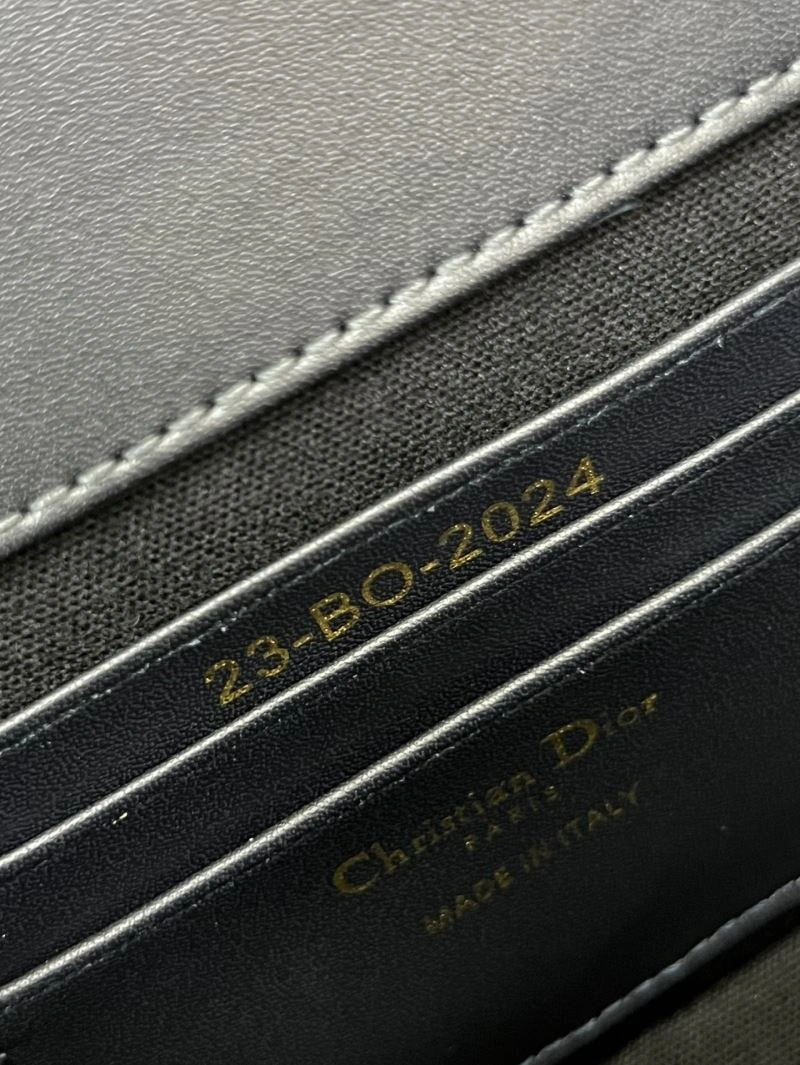 23-BO-2024
Christian Dior
PARIS
MADE IN ITALY